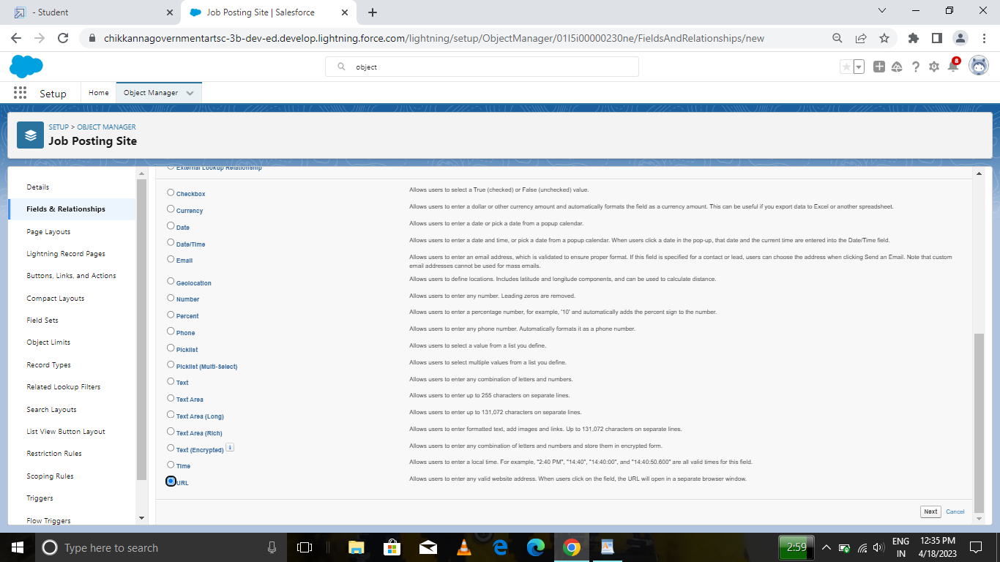 - Student
Job Posting Site | Salesforce
chikkannagovernmentartsc-3b-dev-ed.develop.lightning.force.com/lightning/setup/ObjectManager/01I5i00000230ne/FieldsAndRelationships/new
object
8
Setup
Home
Object Manager
SETUP > OBJECT MANAGER
Job Posting Site
Details
Fields & Relationships
Page Layouts
Lightning Record Pages
Buttons, Links, and Actions
Compact Layouts
Field Sets
Object Limits
Record Types
Related Lookup Filters
Search Layouts
List View Button Layout
Restriction Rules
Scoping Rules
Triggers
Flow Triggers
External Lookup Relationship
Checkbox Allows users to select a True (checked) or False (unchecked) value.
Currency Allows users to enter a dollar or other currency amount and automatically formats the field as a currency amount. This can be useful if you export data to Excel or another spreadsheet.
Date Allows users to enter a date or pick a date from a popup calendar.
Date/Time Allows users to enter a date and time, or pick a date from a popup calendar. When users click a date in the pop-up, that date and the current time are entered into the Date/Time field.
Email Allows users to enter an email address, which is validated to ensure proper format. If this field is specified for a contact or lead, users can choose the address when clicking Send an Email. Note that custom
email addresses cannot be used for mass emails.
Geolocation Allows users to define locations. Includes latitude and longitude components, and can be used to calculate distance.
Number Allows users to enter any number. Leading zeros are removed.
Percent Allows users to enter a percentage number, for example, '10' and automatically adds the percent sign to the number.
Phone Allows users to enter any phone number. Automatically formats it as a phone number.
Picklist Allows users to select a value from a list you define.
Picklist (Multi-Select) Allows users to select multiple values from a list you define.
Text Allows users to enter any combination of letters and numbers.
Text Area Allows users to enter up to 255 characters on separate lines.
Text Area (Long) Allows users to enter up to 131,072 characters on separate lines.
Text Area (Rich) Allows users to enter formatted text, add images and links. Up to 131,072 characters on separate lines.
Text (Encrypted) i Allows users to enter any combination of letters and numbers and store them in encrypted form.
Time Allows users to enter a local time. For example, "2:40 PM", "14:40", "14:40:00", and "14:40:50.600" are all valid times for this field.
URL Allows users to enter any valid website address. When users click on the field, the URL will open in a separate browser window.
Next Cancel
Type here to search
2:59
ENG
IN
12:35 PM
4/18/2023